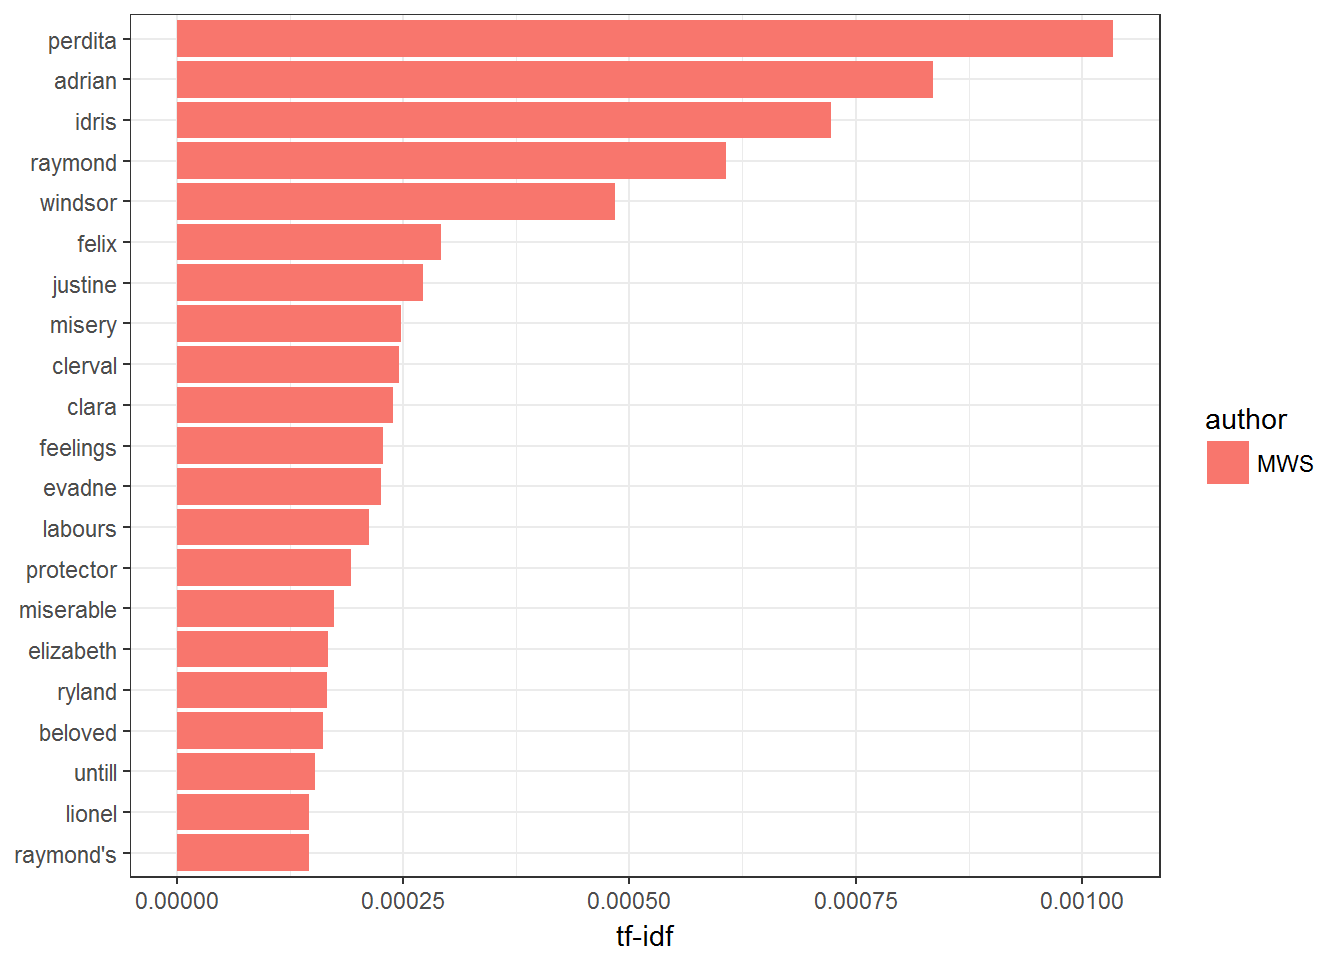 perdita
adrian
idris
raymond
windsor
felix
justine
misery
clerval
clara
feelings
evadne
labours
protector
miserable
elizabeth
ryland
beloved
untill
lionel
raymond's
0.00000 0.00025 0.00050 0.00075 0.00100
tf-idf
author
MWS